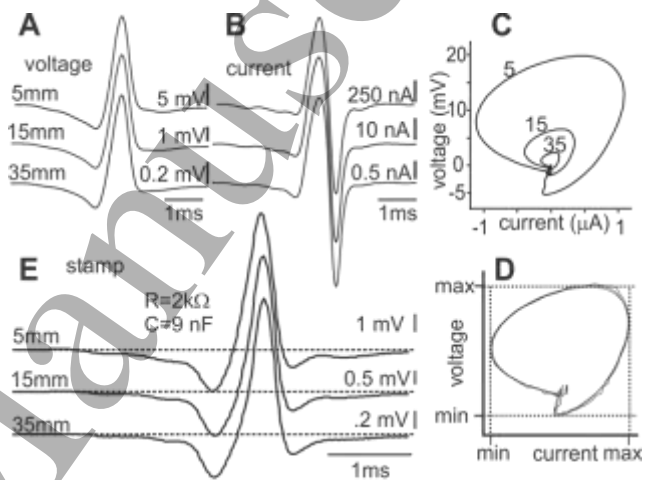 A
voltage
5mm
15mm
35mm
5 mV
1 mV
0.2 mV
1ms
B
current
250 nA
10 nA
0.5 nA
1ms
C
voltage (mV)
20
10
0
-5
5
15
35
-1
current (μA)
1
E
stamp
R=2kΩ
C=9 nF
5mm
15mm
35mm
1 mV
0.5 mV
.2 mV
1ms
D
max
voltage
min
min
current
max